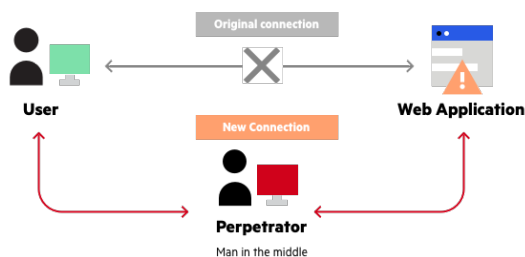 Original connection
User
Web Application
New Connection
Perpetrator
Man in the middle